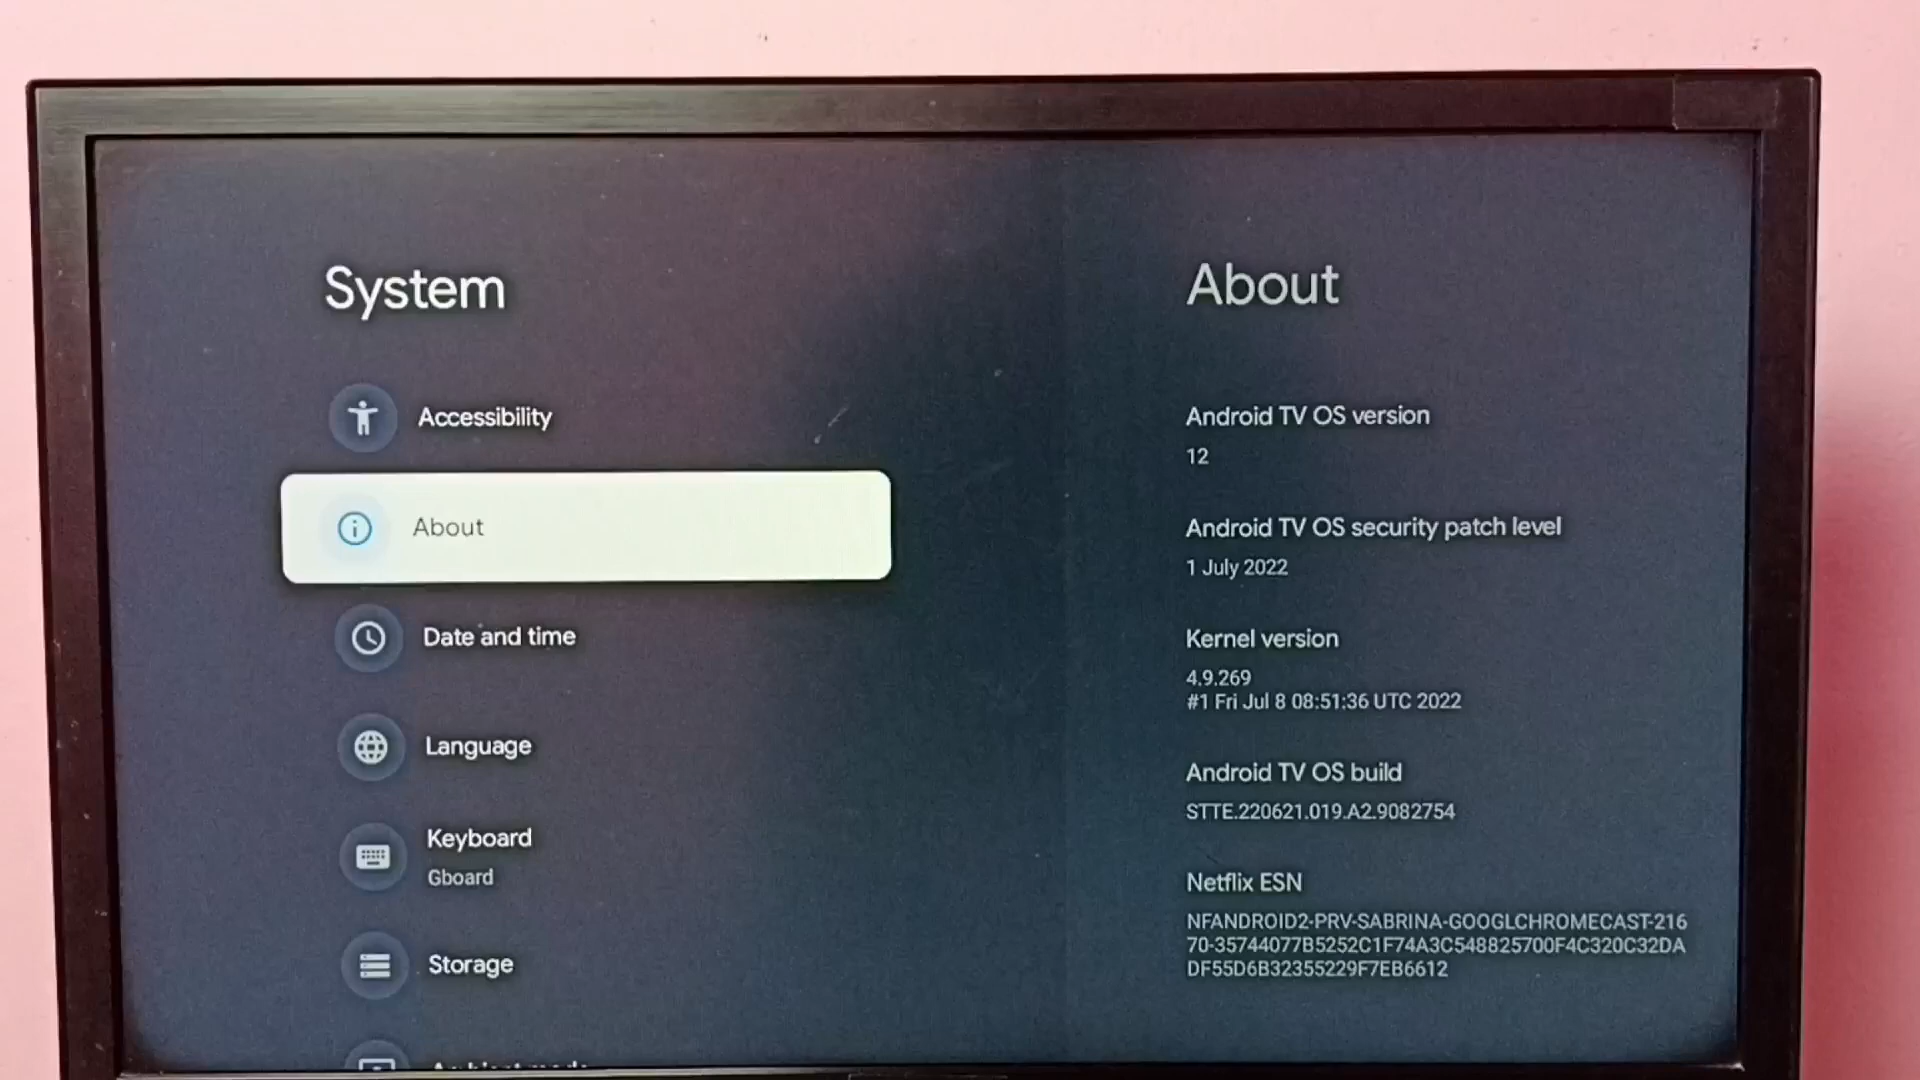 System
Accessibility
About
Date and time
Language
Keyboard
Gboard
Storage
About
Android TV OS version
12
Android TV OS security patch level
1 July 2022
Kernel version
4.9.269
#1 Fri Jul 8 08:51:36 UTC 2022
Android TV OS build
STTE.220621.019.A2.9082754
Netflix ESN
NFANDROID2-PRV-SABRINA-GOOGLCHROMECAST-216
70-35744077B5252C1F74A3C548825700F4C320C32DA
DF55D6B32355229F7EB6612